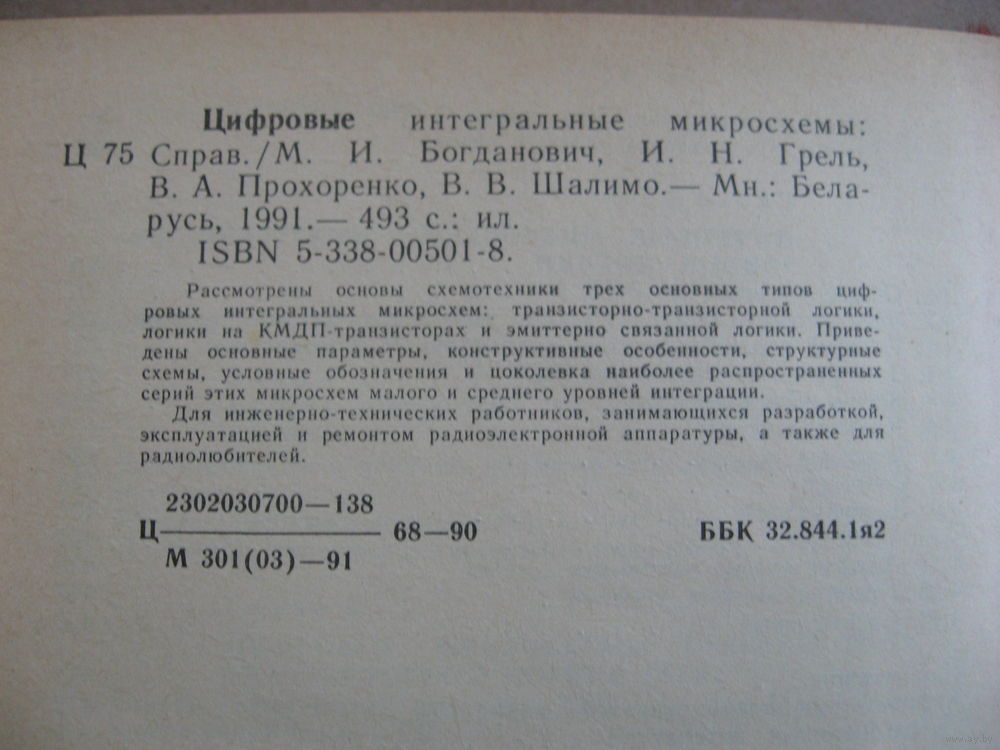 Цифровые интегральные микросхемы:
Ц 75 Справ./М. И. Богданович, И. Н. Грель,
В. А. Прохоренко, В. В. Шалимо.— Мн.: Бела-
русь, 1991.— 493 с.: ил.
ISBN 5-338-00501-8.
Рассмотрены основы схемотехники трех основных типов циф-
ровых интегральных микросхем: транзисторно-транзисторной логики,
логики на КМДП-транзисторах и эмиттерно связанной логики. Приве-
дены основные параметры, конструктивные особенности, структурные
схемы, условные обозначения и цоколевка наиболее распространенных
серий этих микросхем малого и среднего уровней интеграции.
Для инженерно-технических работников, занимающихся разработкой,
эксплуатацией и ремонтом радиоэлектронной аппаратуры, а также для
радиолюбителей.
2302030700—138
Ц 68—90 ББК 32.844.1я2
М 301(03)—91
www.ay.by